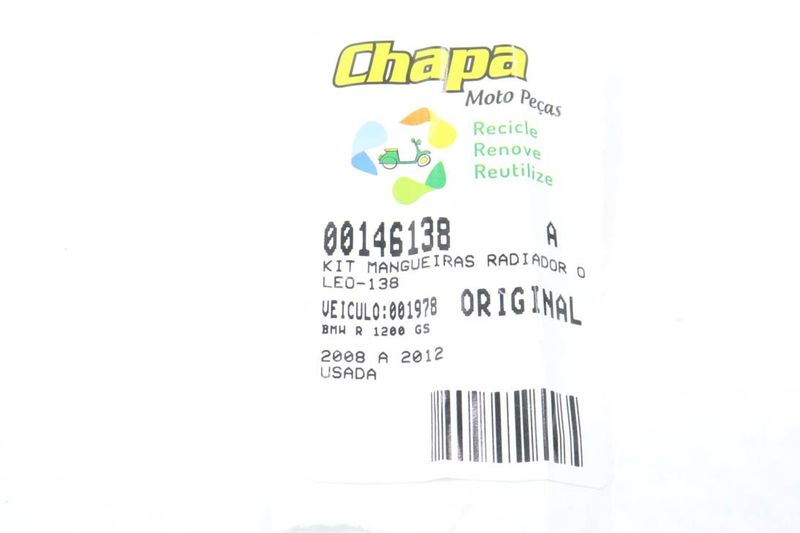 Chapa
Moto Peças
Recicle
Renove
Reutilize
00146138 A
KIT MANGUEIRAS RADIADOR O
LEO-138
VEICULO:001978 ORIGINAL
BMW R 1200 GS
2008 A 2012
USADA